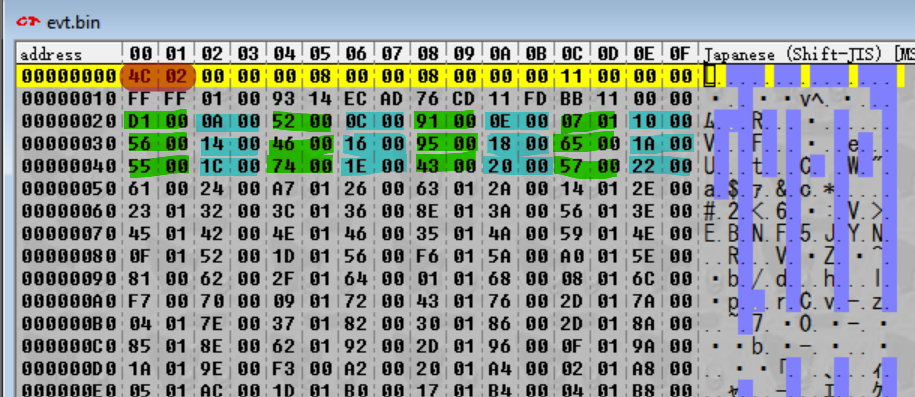 evt.bin
address 00 01 02 03 04 05 06 07 08 09 0A 0B 0C 0D 0E 0F Japanese (Shift-JIS) [MS
00000000 4C 02 00 00 00 08 00 00 08 00 00 00 11 00 00 00
00000010 FF FF 01 00 93 14 EC AD 76 CD 11 FD BB 11 00 00 v^
00000020 D1 00 0A 00 52 00 0C 00 91 00 0E 00 07 01 10 00 R
00000030 56 00 14 00 46 00 16 00 95 00 18 00 65 00 1A 00 V F e
00000040 55 00 1C 00 74 00 1E 00 43 00 20 00 57 00 22 00 U t C W"
00000050 61 00 24 00 A7 01 26 00 63 01 2A 00 14 01 2E 00 a $ ｧ & c *
00000060 23 01 32 00 3C 01 36 00 8E 01 3A 00 56 01 3E 00 # 2 < 6 : V >
00000070 45 01 42 00 4E 01 46 00 35 01 4A 00 59 01 4E 00 E B N F 5 J Y N
00000080 0F 01 52 00 1D 01 56 00 F6 01 5A 00 A0 01 5E 00 R V Z ^
00000090 81 00 62 00 2F 01 64 00 01 01 68 00 08 01 6C 00 b / d h l
000000A0 F7 00 70 00 09 01 72 00 43 01 76 00 2D 01 7A 00 p r C v - z
000000B0 04 01 7E 00 37 01 82 00 30 01 86 00 2D 01 8A 00 ~ 7 0 -
000000C0 85 01 8E 00 62 01 92 00 2D 01 96 00 0F 01 9A 00 b -
000000D0 1A 01 9E 00 F3 00 A2 00 20 01 A4 00 02 01 A8 00 ｢ ､ ｨ
000000E0 05 01 AC 00 1D 01 B0 00 17 01 B4 00 04 01 B8 00 ｬ ｰ ｴ ｸ